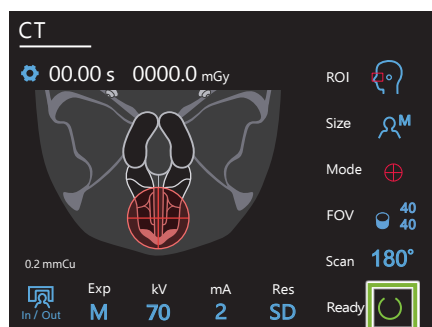 CT
00.00 s 0000.0 mGy
ROI
Size M
Mode
FOV 40
40
Scan 180°
0.2 mmCu
In / Out
Exp kV mA Res
M 70 2 SD
Ready